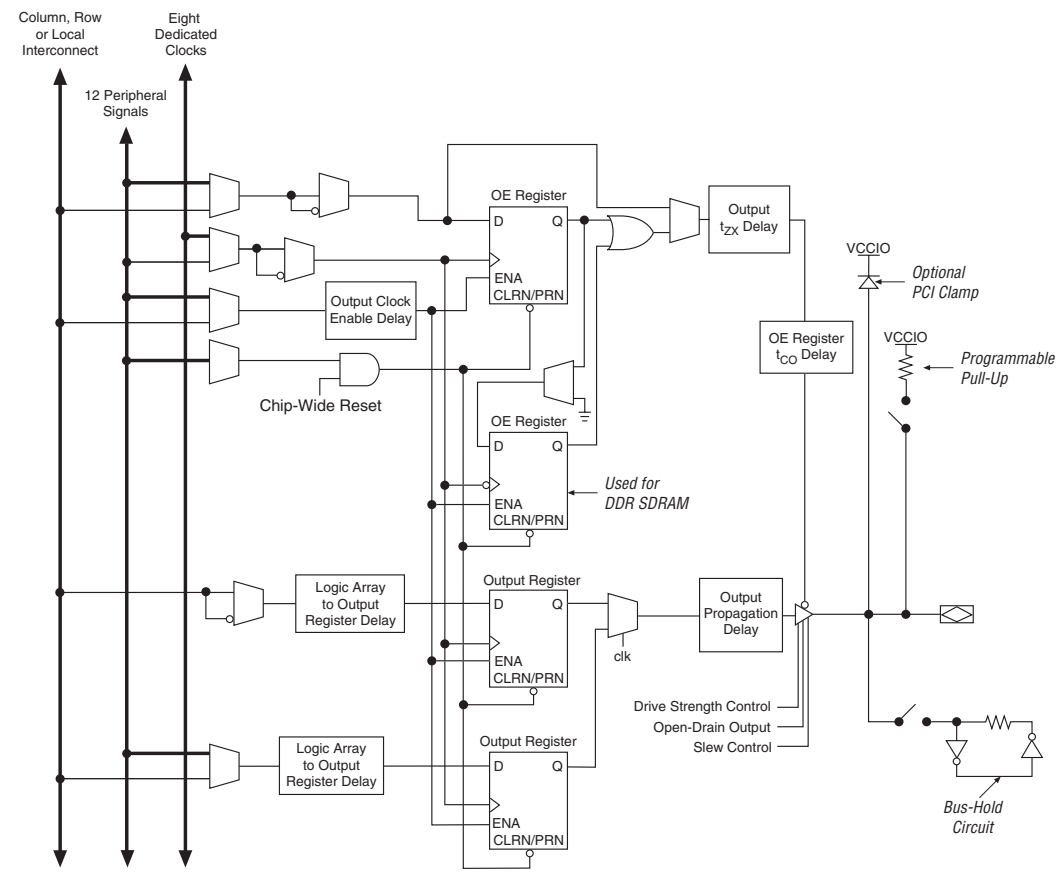 Column, Row
or Local
Interconnect
Eight
Dedicated
Clocks
12 Peripheral
Signals
OE Register
D
Q
ENA
CLRN/PRN
Output
tZX Delay
Output Clock
Enable Delay
Chip-Wide Reset
VCCIO
Optional
PCI Clamp
OE Register
tCO Delay
VCCIO
Programmable
Pull-Up
OE Register
D
Q
ENA
CLRN/PRN
Used for
DDR SDRAM
Logic Array
to Output
Register Delay
Output Register
D
Q
ENA
CLRN/PRN
clk
Output
Propagation
Delay
Drive Strength Control
Open-Drain Output
Slew Control
Logic Array
to Output
Register Delay
Output Register
D
Q
ENA
CLRN/PRN
Bus-Hold
Circuit